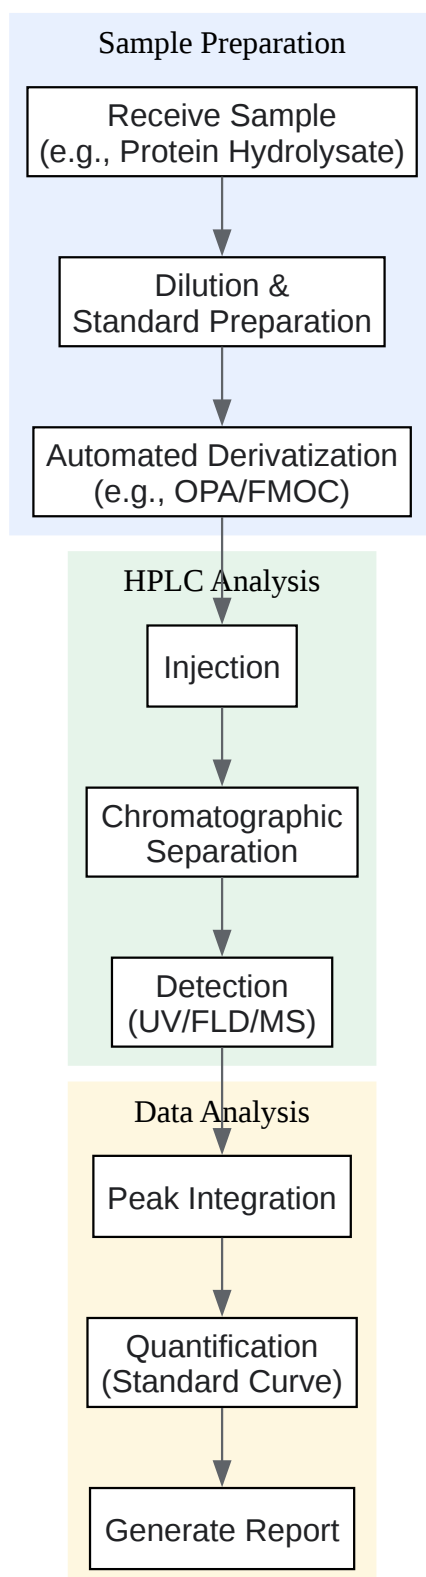 Sample Preparation
Receive Sample
(e.g., Protein Hydrolysate)
Dilution &
Standard Preparation
Automated Derivatization
(e.g., OPA/FMOC)
HPLC Analysis
Injection
Chromatographic
Separation
Detection
(UV/FLD/MS)
Data Analysis
Peak Integration
Quantification
(Standard Curve)
Generate Report